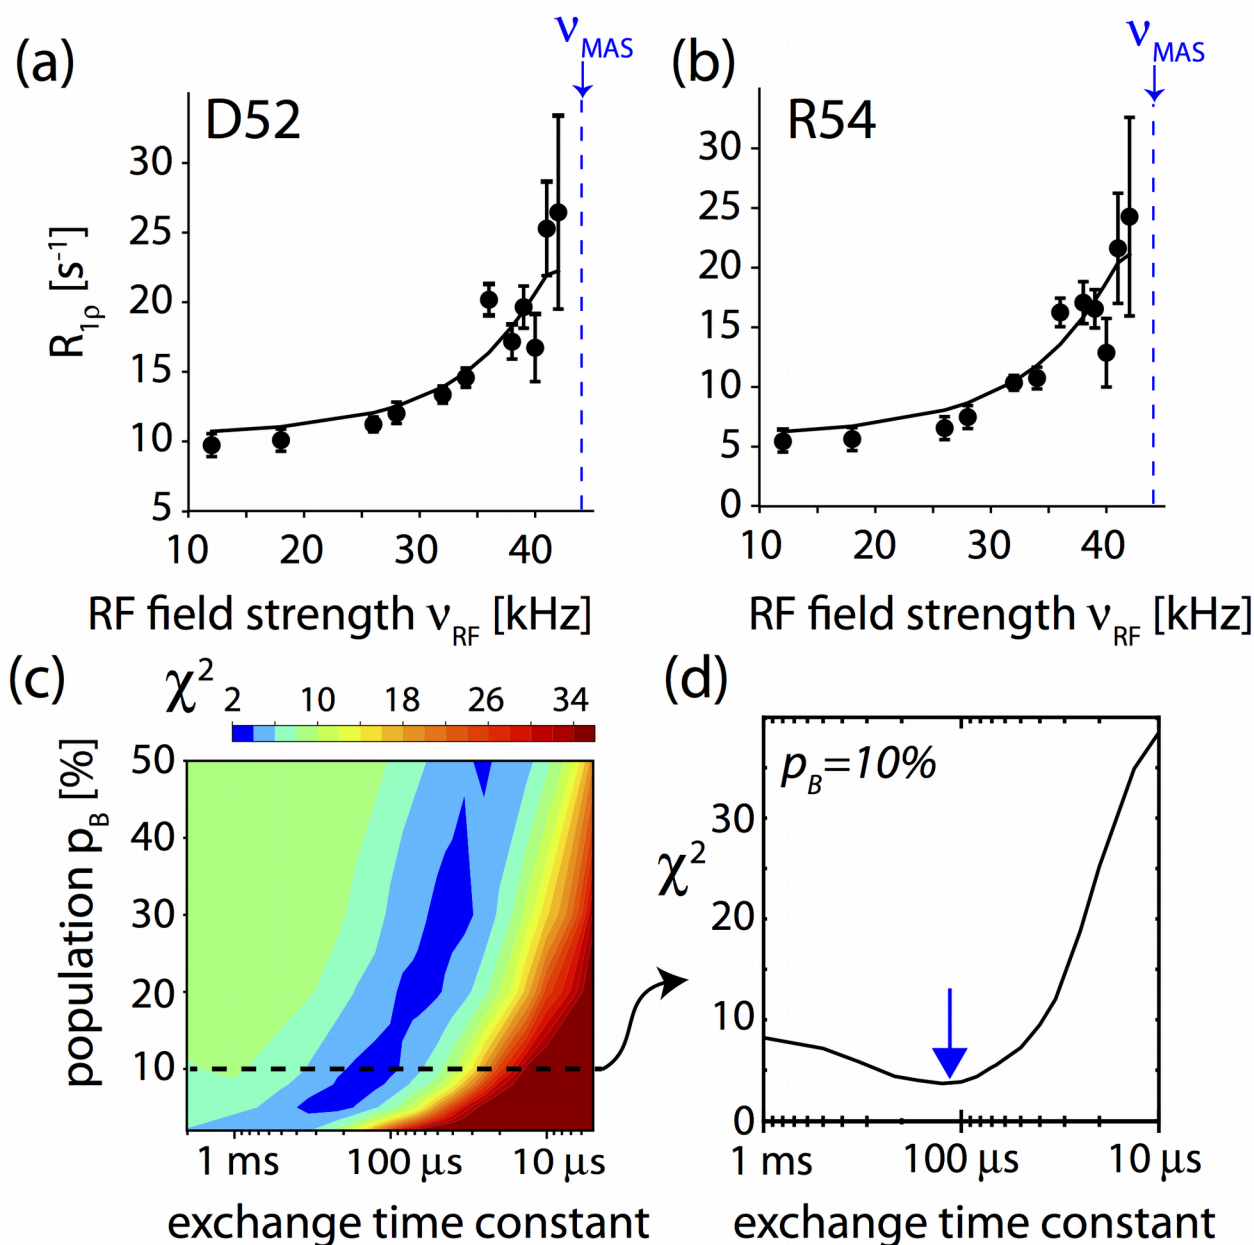 (a)
D52
ν_MAS
R_1ρ [s⁻¹]
30
25
20
15
10
5
10 20 30 40
RF field strength ν_RF [kHz]
(b)
R54
ν_MAS
30
25
20
15
10
5
0
10 20 30 40
RF field strength ν_RF [kHz]
(c)
χ² 2 10 18 26 34
population p_B [%]
50
40
30
20
10
1 ms 100 μs 10 μs
exchange time constant
(d)
p_B=10%
χ²
30
20
10
0
1 ms 100 μs 10 μs
exchange time constant